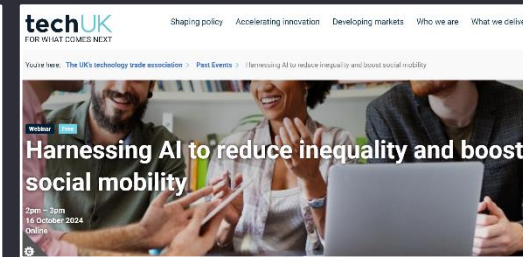 techUK
FOR WHAT COMES NEXT
Shaping policy Accelerating innovation Developing markets Who we are What we delive
You're here: The UK's technology trade association > Past Events > Harnessing AI to reduce inequality and boost social mobility
Webinar Free
Harnessing AI to reduce inequality and boost
social mobility
2pm – 3pm
16 October 2024
Online